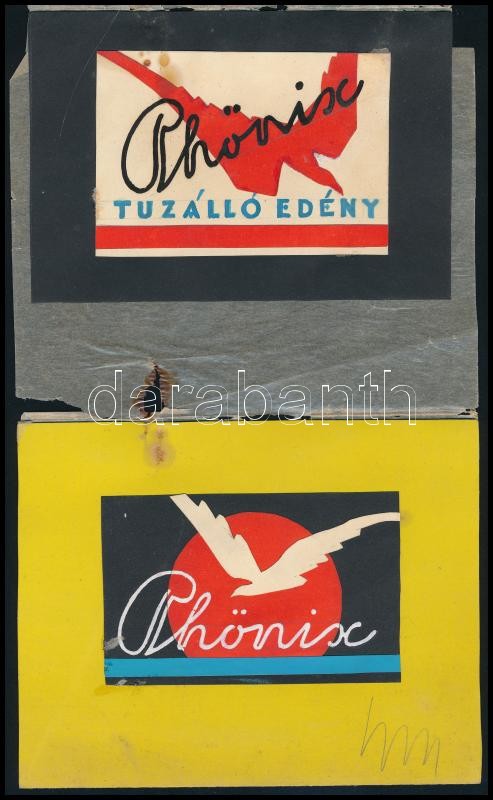 Phönix
TUZÁLLÓ EDÉNY
darabanth
Phönix